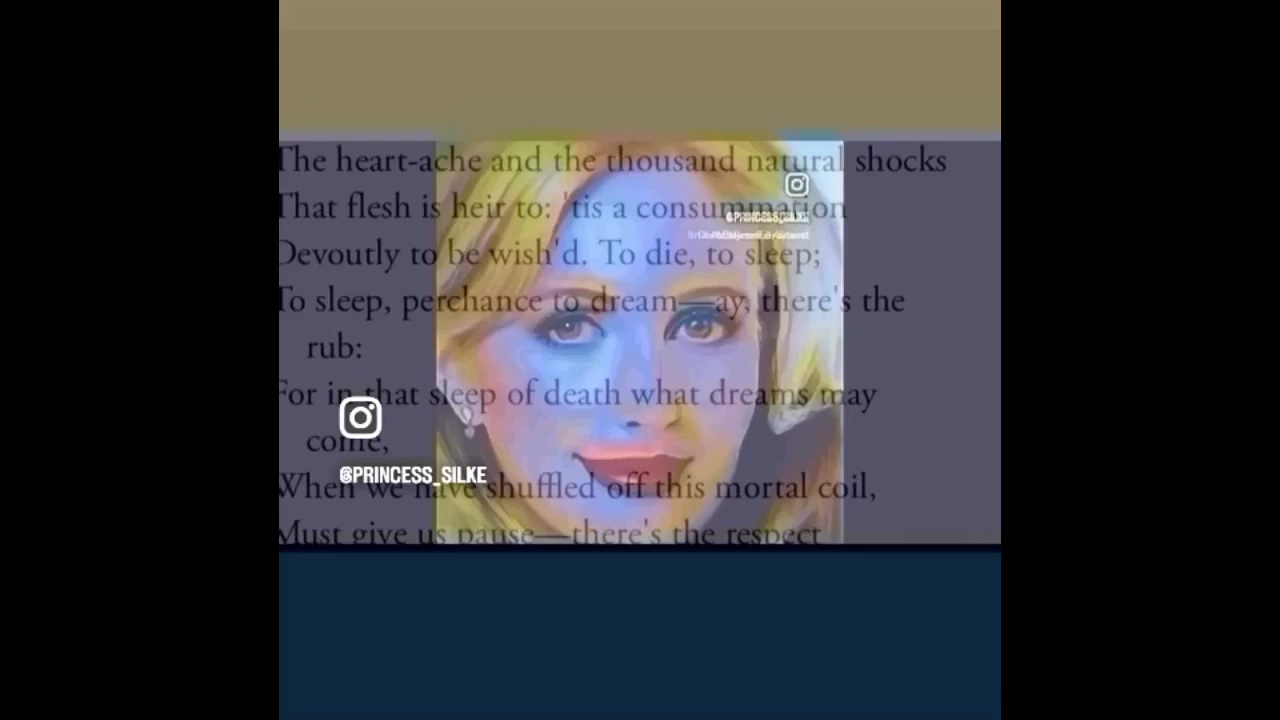 The heart-ache and the thousand natural shocks
That flesh is heir to: 'tis a consummation
@PRINCESS_SILKE
Devoutly to be wish'd. To die, to sleep;
To sleep, perchance to dream—ay, there's the
rub:
For in that sleep of death what dreams may
come,
@PRINCESS_SILKE
When we have shuffled off this mortal coil,
Must give us pause—there's the respect